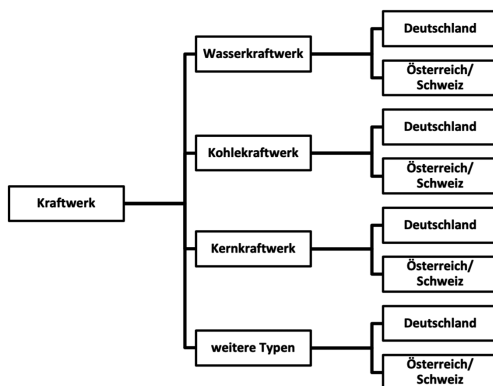 Kraftwerk
Wasserkraftwerk
Deutschland
Österreich/
Schweiz
Kohlekraftwerk
Deutschland
Österreich/
Schweiz
Kernkraftwerk
Deutschland
Österreich/
Schweiz
weitere Typen
Deutschland
Österreich/
Schweiz